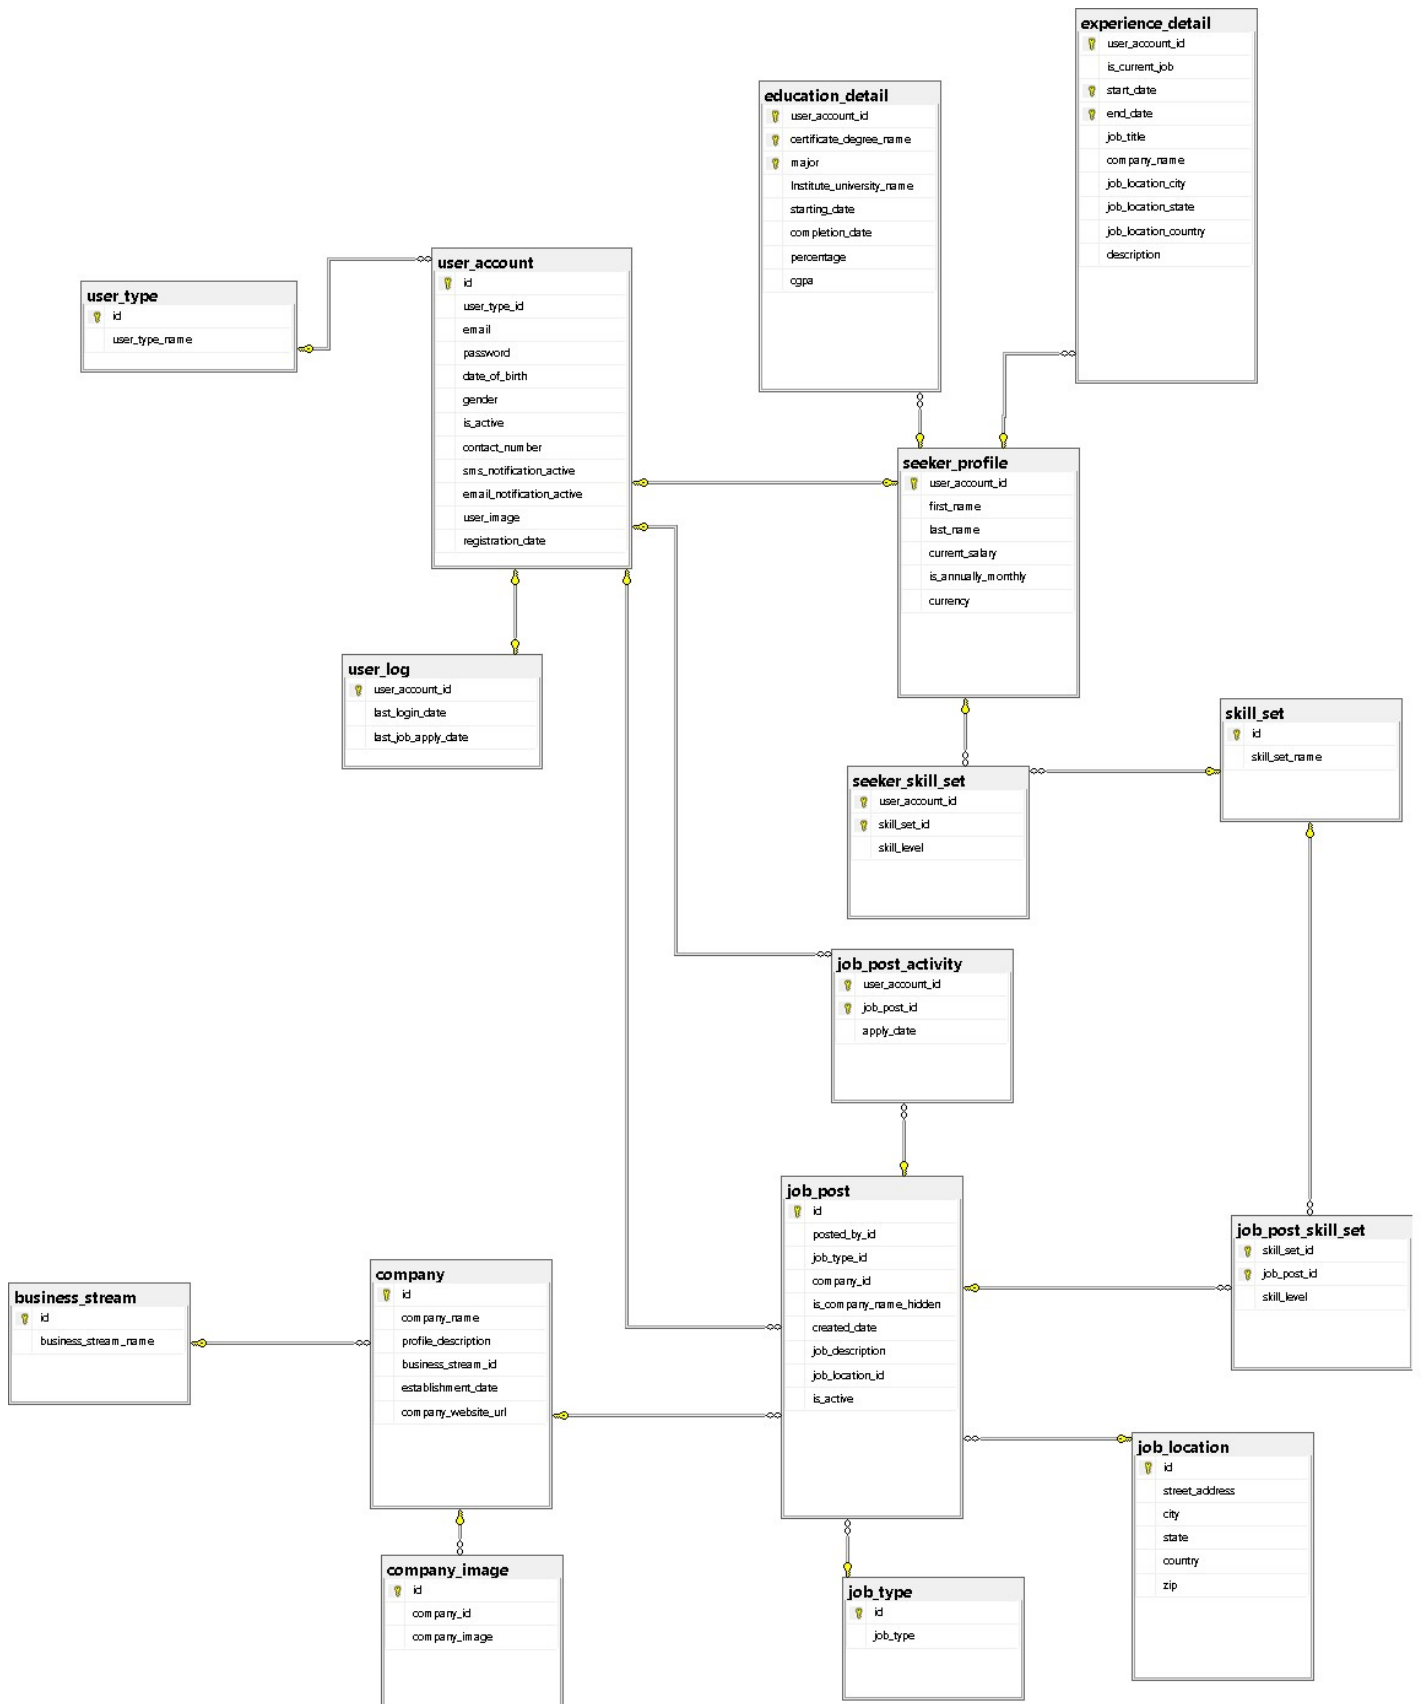 experience_detail
user_account_id
is_current_job
start_date
end_date
job_title
company_name
job_location_city
job_location_state
job_location_country
description
education_detail
user_account_id
certificate_degree_name
major
Institute_university_name
starting_date
completion_date
percentage
cgpa
user_account
id
user_type_id
email
password
date_of_birth
gender
is_active
contact_number
sms_notification_active
email_notification_active
user_image
registration_date
user_type
id
user_type_name
seeker_profile
user_account_id
first_name
last_name
current_salary
is_annually_monthly
currency
user_log
user_account_id
last_login_date
last_job_apply_date
skill_set
id
skill_set_name
seeker_skill_set
user_account_id
skill_set_id
skill_level
job_post_activity
user_account_id
job_post_id
apply_date
job_post
id
posted_by_id
job_type_id
company_id
is_company_name_hidden
created_date
job_description
job_location_id
is_active
job_post_skill_set
skill_set_id
job_post_id
skill_level
company
id
company_name
profile_description
business_stream_id
establishment_date
company_website_url
business_stream
id
business_stream_name
job_location
id
street_address
city
state
country
zip
company_image
id
company_id
company_image
job_type
id
job_type